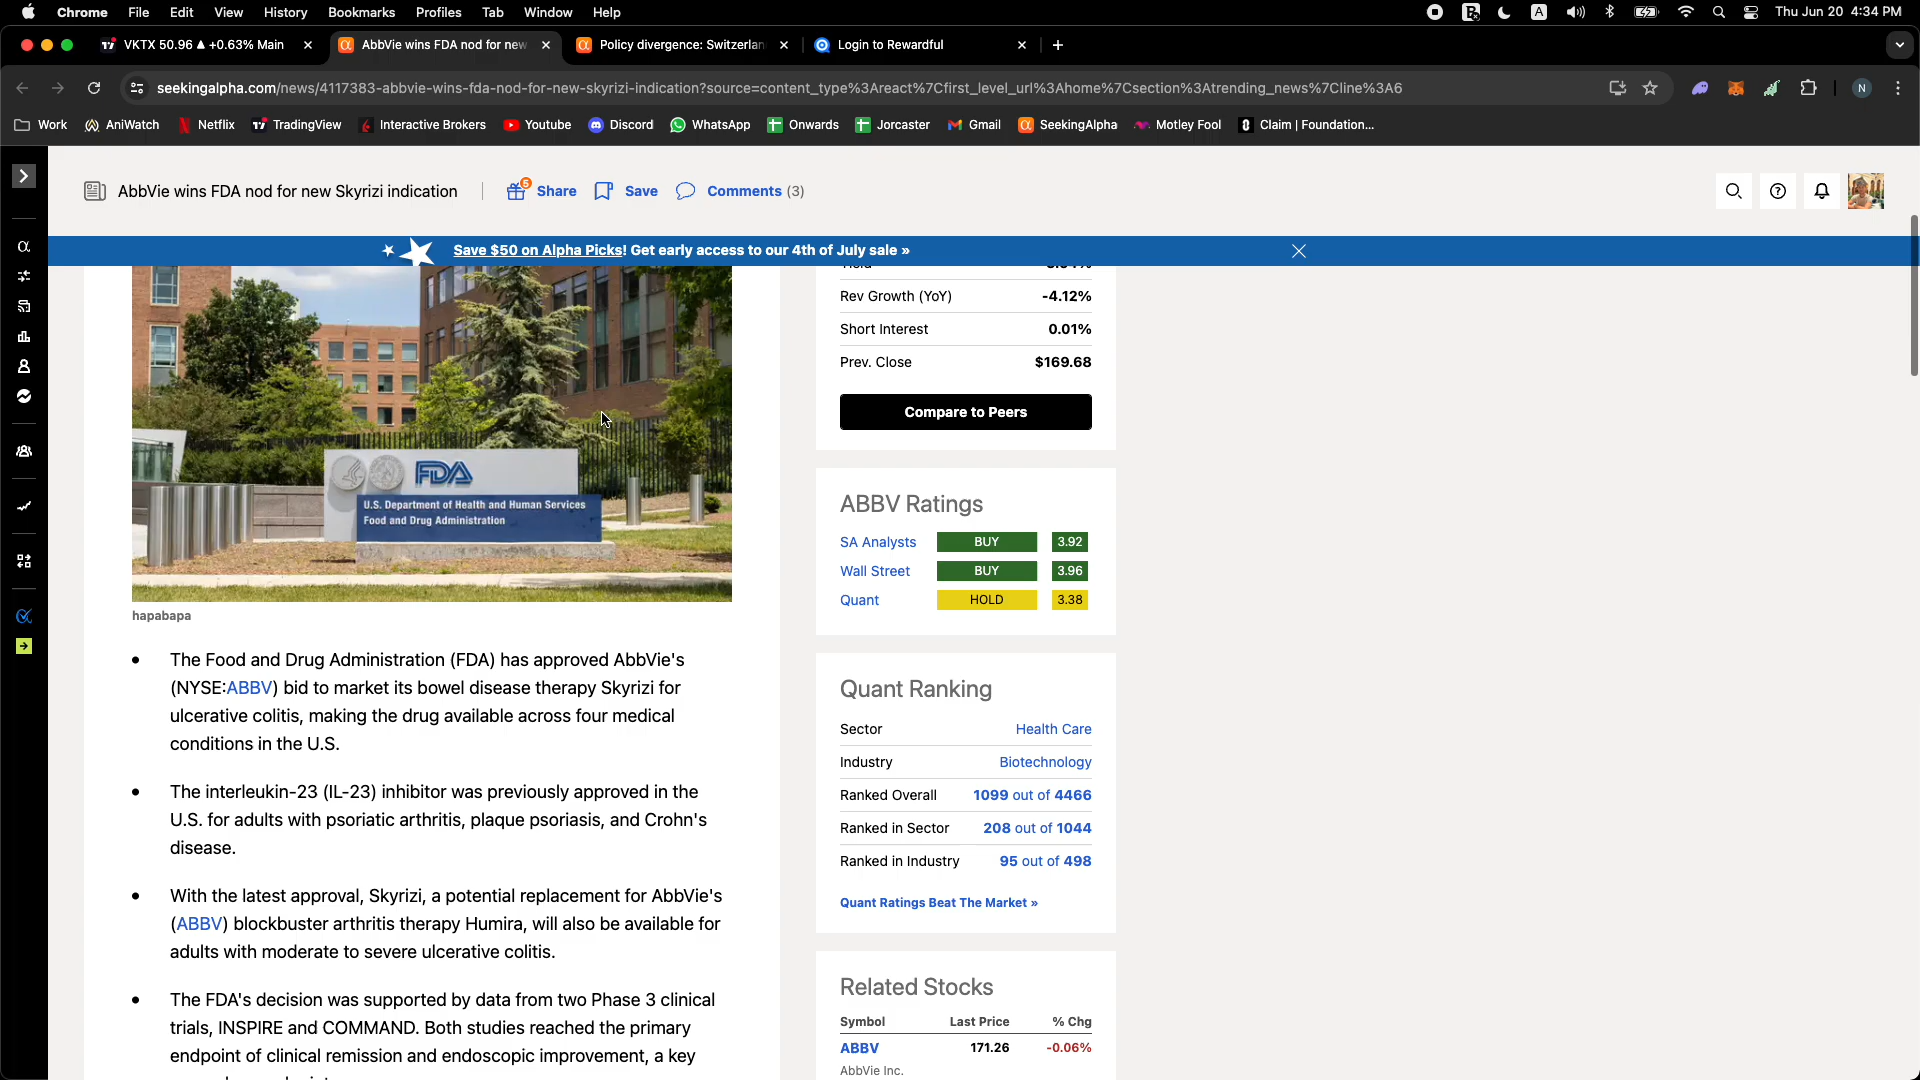 Chrome File Edit View History Bookmarks Profiles Tab Window Help
A
Thu Jun 20 4:34 PM
VKTX 50.96 ▲ +0.63% Main
AbbVie wins FDA nod for new
Policy divergence: Switzerlan
Login to Rewardful
seekingalpha.com/news/4117383-abbvie-wins-fda-nod-for-new-skyrizi-indication?source=content_type%3Areact%7Cfirst_level_url%3Ahome%7Csection%3Atrending_news%7Cline%3A6
N
Work AniWatch Netflix TradingView Interactive Brokers Youtube Discord WhatsApp Onwards Jorcaster Gmail SeekingAlpha Motley Fool Claim | Foundation...
AbbVie wins FDA nod for new Skyrizi indication
5
Share Save Comments (3)
Save $50 on Alpha Picks! Get early access to our 4th of July sale »
FDA
U.S. Department of Health and Human Services
Food and Drug Administration
hapabapa
• The Food and Drug Administration (FDA) has approved AbbVie's
(NYSE:ABBV) bid to market its bowel disease therapy Skyrizi for
ulcerative colitis, making the drug available across four medical
conditions in the U.S.
• The interleukin-23 (IL-23) inhibitor was previously approved in the
U.S. for adults with psoriatic arthritis, plaque psoriasis, and Crohn's
disease.
• With the latest approval, Skyrizi, a potential replacement for AbbVie's
(ABBV) blockbuster arthritis therapy Humira, will also be available for
adults with moderate to severe ulcerative colitis.
• The FDA's decision was supported by data from two Phase 3 clinical
trials, INSPIRE and COMMAND. Both studies reached the primary
endpoint of clinical remission and endoscopic improvement, a key
Rev Growth (YoY) -4.12%
Short Interest 0.01%
Prev. Close $169.68
Compare to Peers
ABBV Ratings
SA Analysts BUY 3.92
Wall Street BUY 3.96
Quant HOLD 3.38
Quant Ranking
Sector Health Care
Industry Biotechnology
Ranked Overall 1099 out of 4466
Ranked in Sector 208 out of 1044
Ranked in Industry 95 out of 498
Quant Ratings Beat The Market »
Related Stocks
Symbol Last Price % Chg
ABBV 171.26 -0.06%
AbbVie Inc.